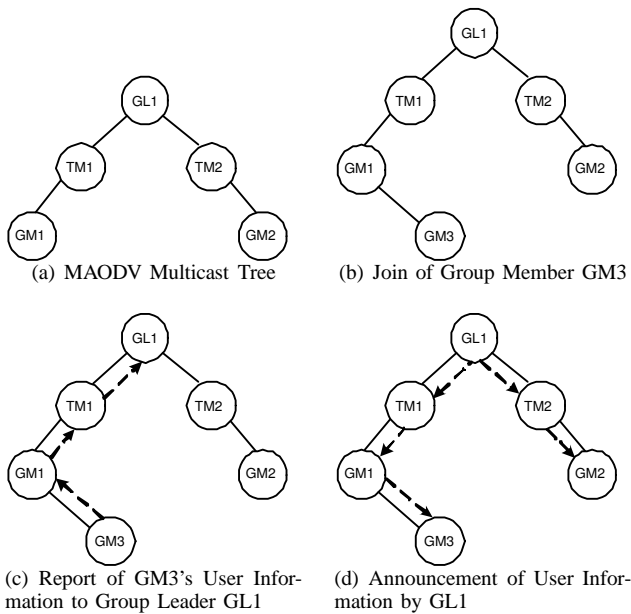 GL1
TM1
TM2
GM1
GM2
(a) MAODV Multicast Tree
GL1
TM1
TM2
GM1
GM2
GM3
(b) Join of Group Member GM3
GL1
TM1
TM2
GM1
GM2
GM3
(c) Report of GM3's User Infor-
mation to Group Leader GL1
GL1
TM1
TM2
GM1
GM2
GM3
(d) Announcement of User Infor-
mation by GL1